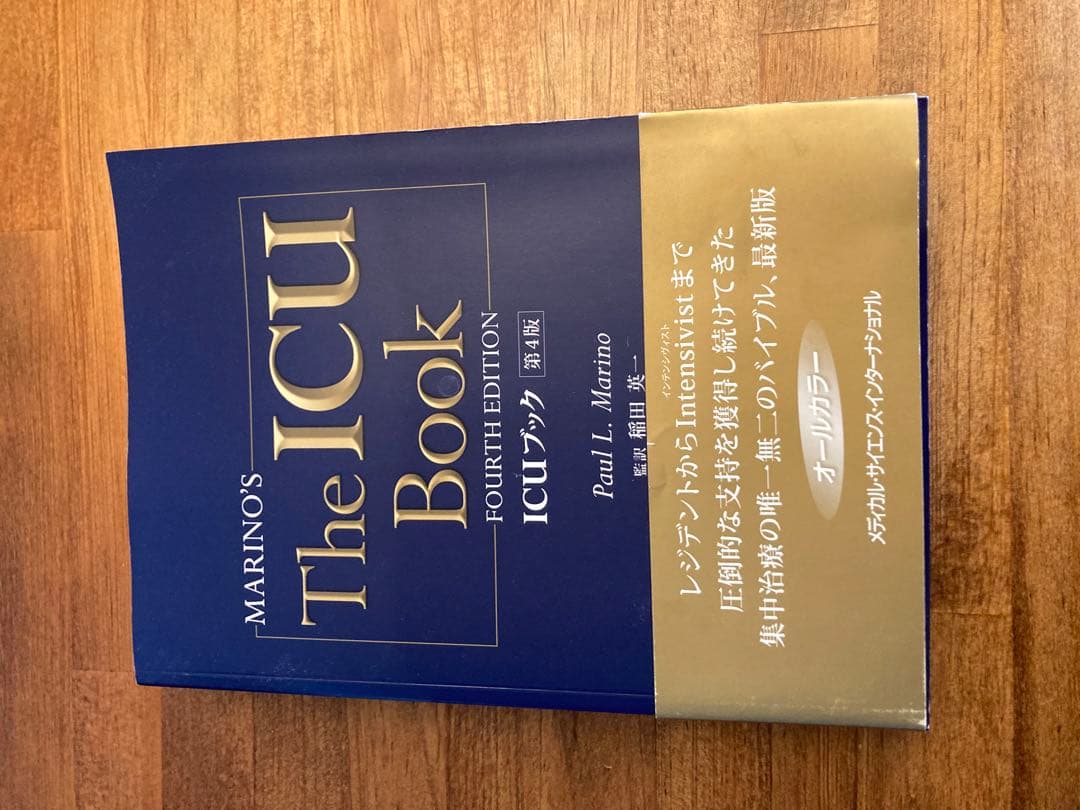 MARINO'S
The ICU
Book
FOURTH EDITION
ICUブック 第4版
Paul L. Marino
監訳 稲田 英一
インテンシヴィスト
レジデントからIntensivistまで
圧倒的な支持を獲得し続けてきた
集中治療の唯一無二のバイブル、最新版
オールカラー
メディカル・サイエンス・インターナショナル